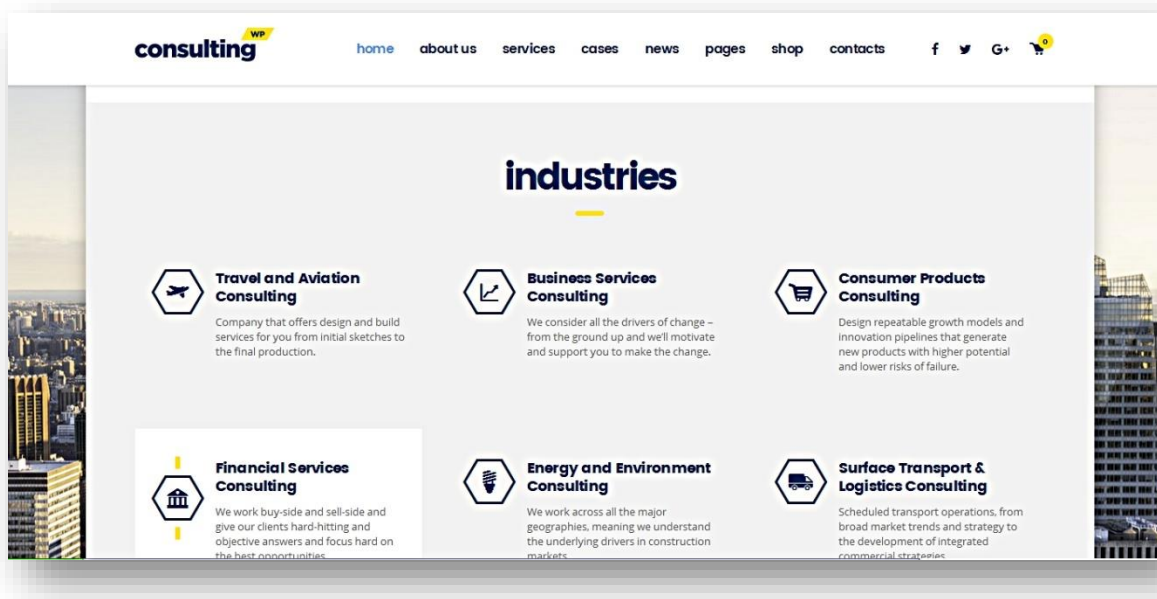 consulting WP
home about us services cases news pages shop contacts f G+ 0
industries
Travel and Aviation
Consulting
Company that offers design and build
services for you from initial sketches to
the final production.
Business Services
Consulting
We consider all the drivers of change –
from the ground up and we'll motivate
and support you to make the change.
Consumer Products
Consulting
Design repeatable growth models and
innovation pipelines that generate
new products with higher potential
and lower risks of failure.
Financial Services
Consulting
We work buy-side and sell-side and
give our clients hard-hitting and
objective answers and focus hard on
the best opportunities
Energy and Environment
Consulting
We work across all the major
geographies, meaning we understand
the underlying drivers in construction
markets
Surface Transport &
Logistics Consulting
Scheduled transport operations, from
broad market trends and strategy to
the development of integrated
commercial strategies